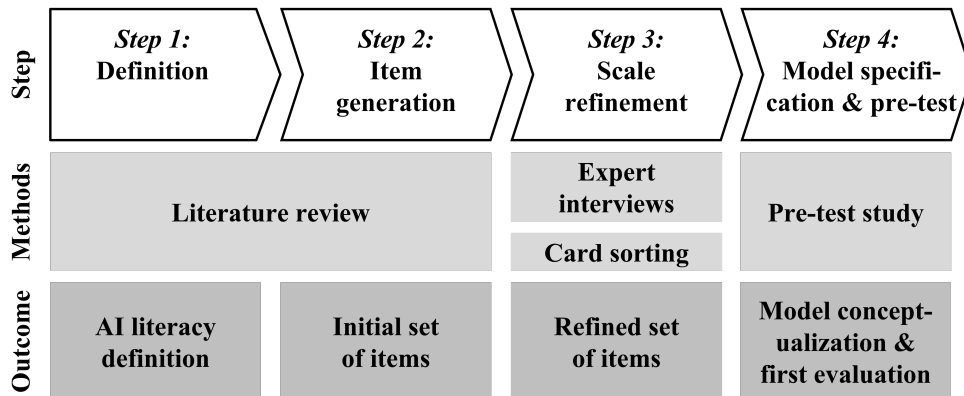 Step
Step 1:
Definition
Step 2:
Item
generation
Step 3:
Scale
refinement
Step 4:
Model specifi-
cation & pre-test
Methods
Literature review
Expert
interviews
Card sorting
Pre-test study
Outcome
AI literacy
definition
Initial set
of items
Refined set
of items
Model concept-
ualization &
first evaluation